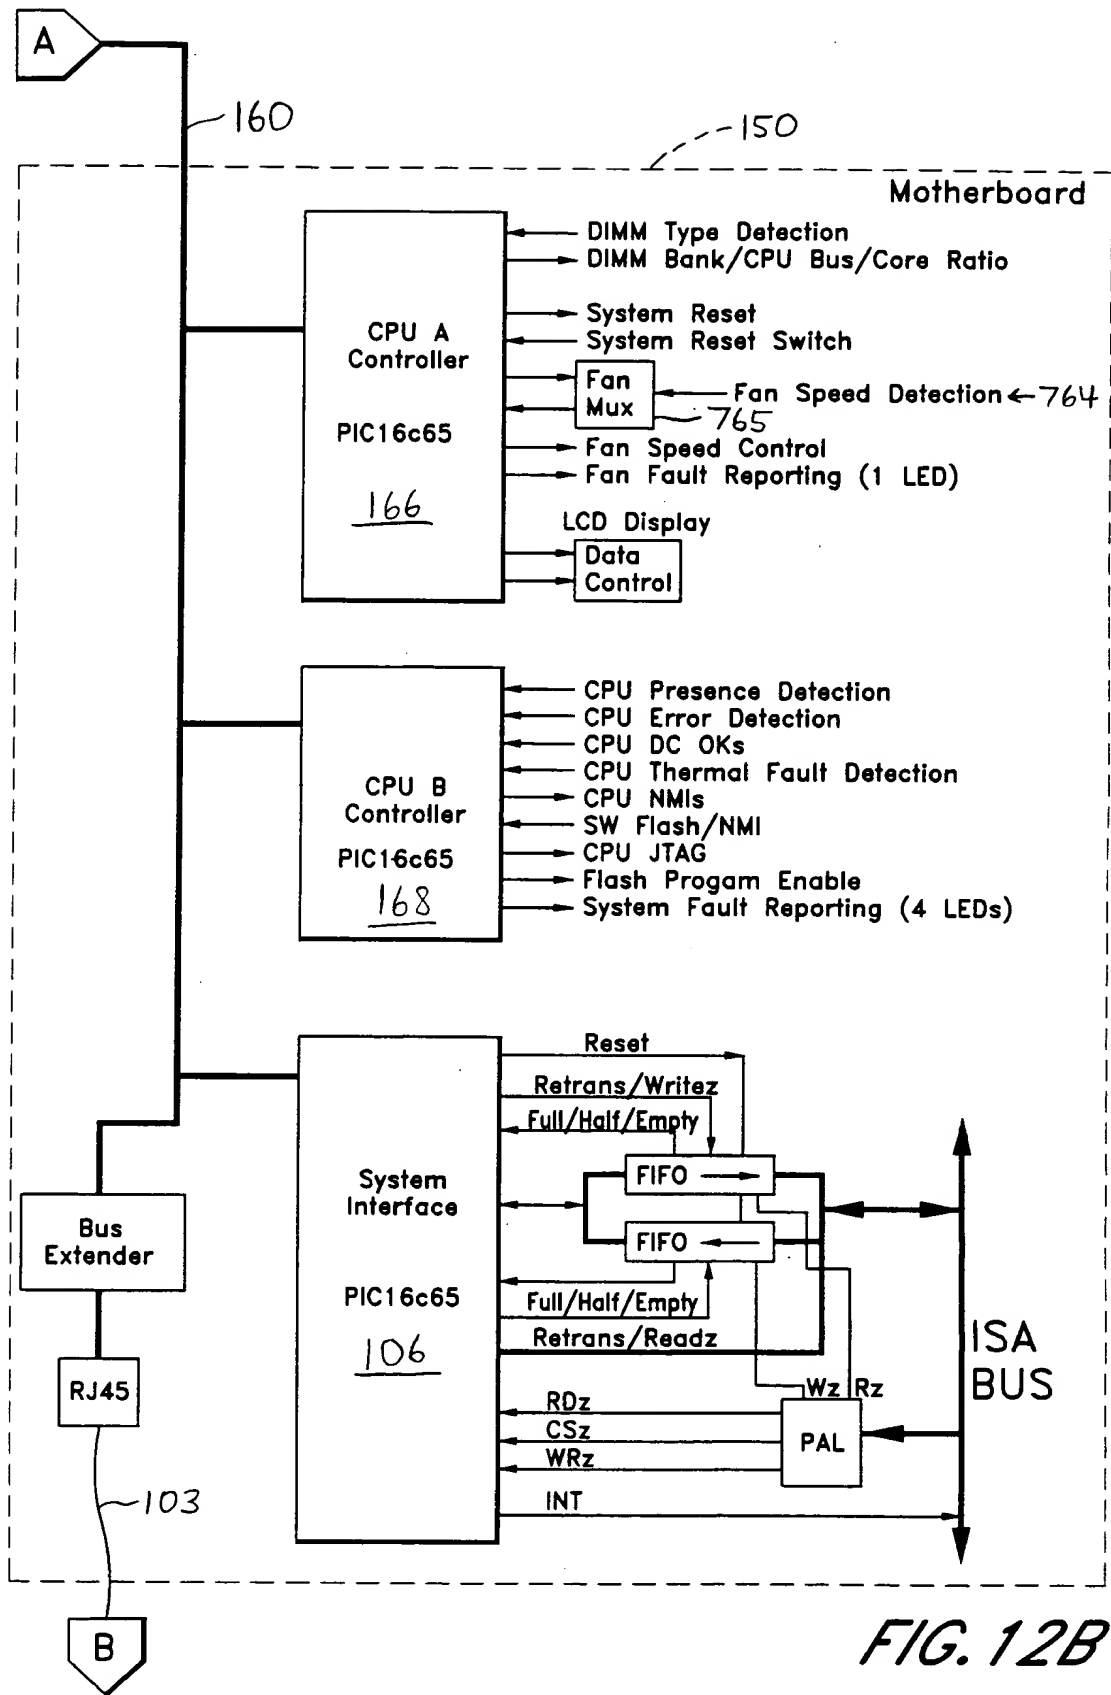 A
160
150
Motherboard
CPU A
Controller
PIC16c65
166
DIMM Type Detection
DIMM Bank/CPU Bus/Core Ratio
System Reset
System Reset Switch
Fan
Mux
Fan Speed Detection
764
765
Fan Speed Control
Fan Fault Reporting (1 LED)
LCD Display
Data
Control
CPU B
Controller
PIC16c65
168
CPU Presence Detection
CPU Error Detection
CPU DC OKs
CPU Thermal Fault Detection
CPU NMIs
SW Flash/NMI
CPU JTAG
Flash Progam Enable
System Fault Reporting (4 LEDs)
System
Interface
PIC16c65
106
Reset
Retrans/Writez
Full/Half/Empty
FIFO
FIFO
Full/Half/Empty
Retrans/Readz
Wz Rz
RDz
CSz
WRz
INT
PAL
ISA
BUS
Bus
Extender
RJ45
103
B
FIG. 12B